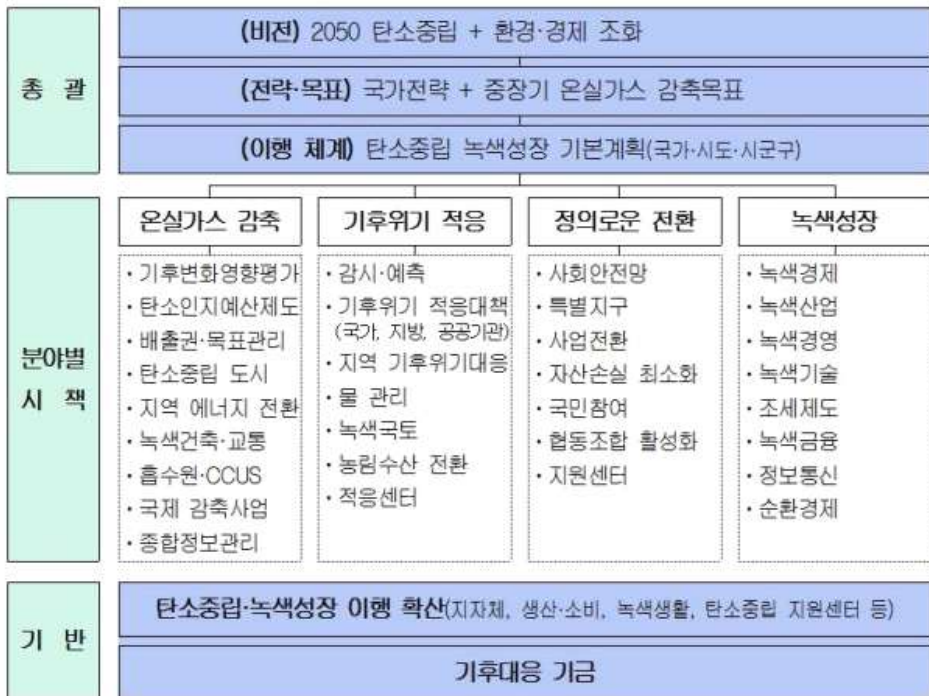 총 괄
(비전) 2050 탄소중립 + 환경·경제 조화
(전략·목표) 국가전략 + 중장기 온실가스 감축목표
(이행 체계) 탄소중립 녹색성장 기본계획(국가·시도·시군구)
분야별
시 책
온실가스 감축
· 기후변화영향평가
· 탄소인지예산제도
· 배출권·목표관리
· 탄소중립 도시
· 지역 에너지 전환
· 녹색건축·교통
· 흡수원·CCUS
· 국제 감축사업
· 종합정보관리
기후위기 적응
· 감시·예측
· 기후위기 적응대책
(국가, 지방, 공공기관)
· 지역 기후위기대응
· 물 관리
· 녹색국토
· 농림수산 전환
· 적응센터
정의로운 전환
· 사회안전망
· 특별지구
· 사업전환
· 자산손실 최소화
· 국민참여
· 협동조합 활성화
· 지원센터
녹색성장
· 녹색경제
· 녹색산업
· 녹색경영
· 녹색기술
· 조세제도
· 녹색금융
· 정보통신
· 순환경제
기 반
탄소중립·녹색성장 이행 확산(지자체, 생산·소비, 녹색생활, 탄소중립 지원센터 등)
기후대응 기금